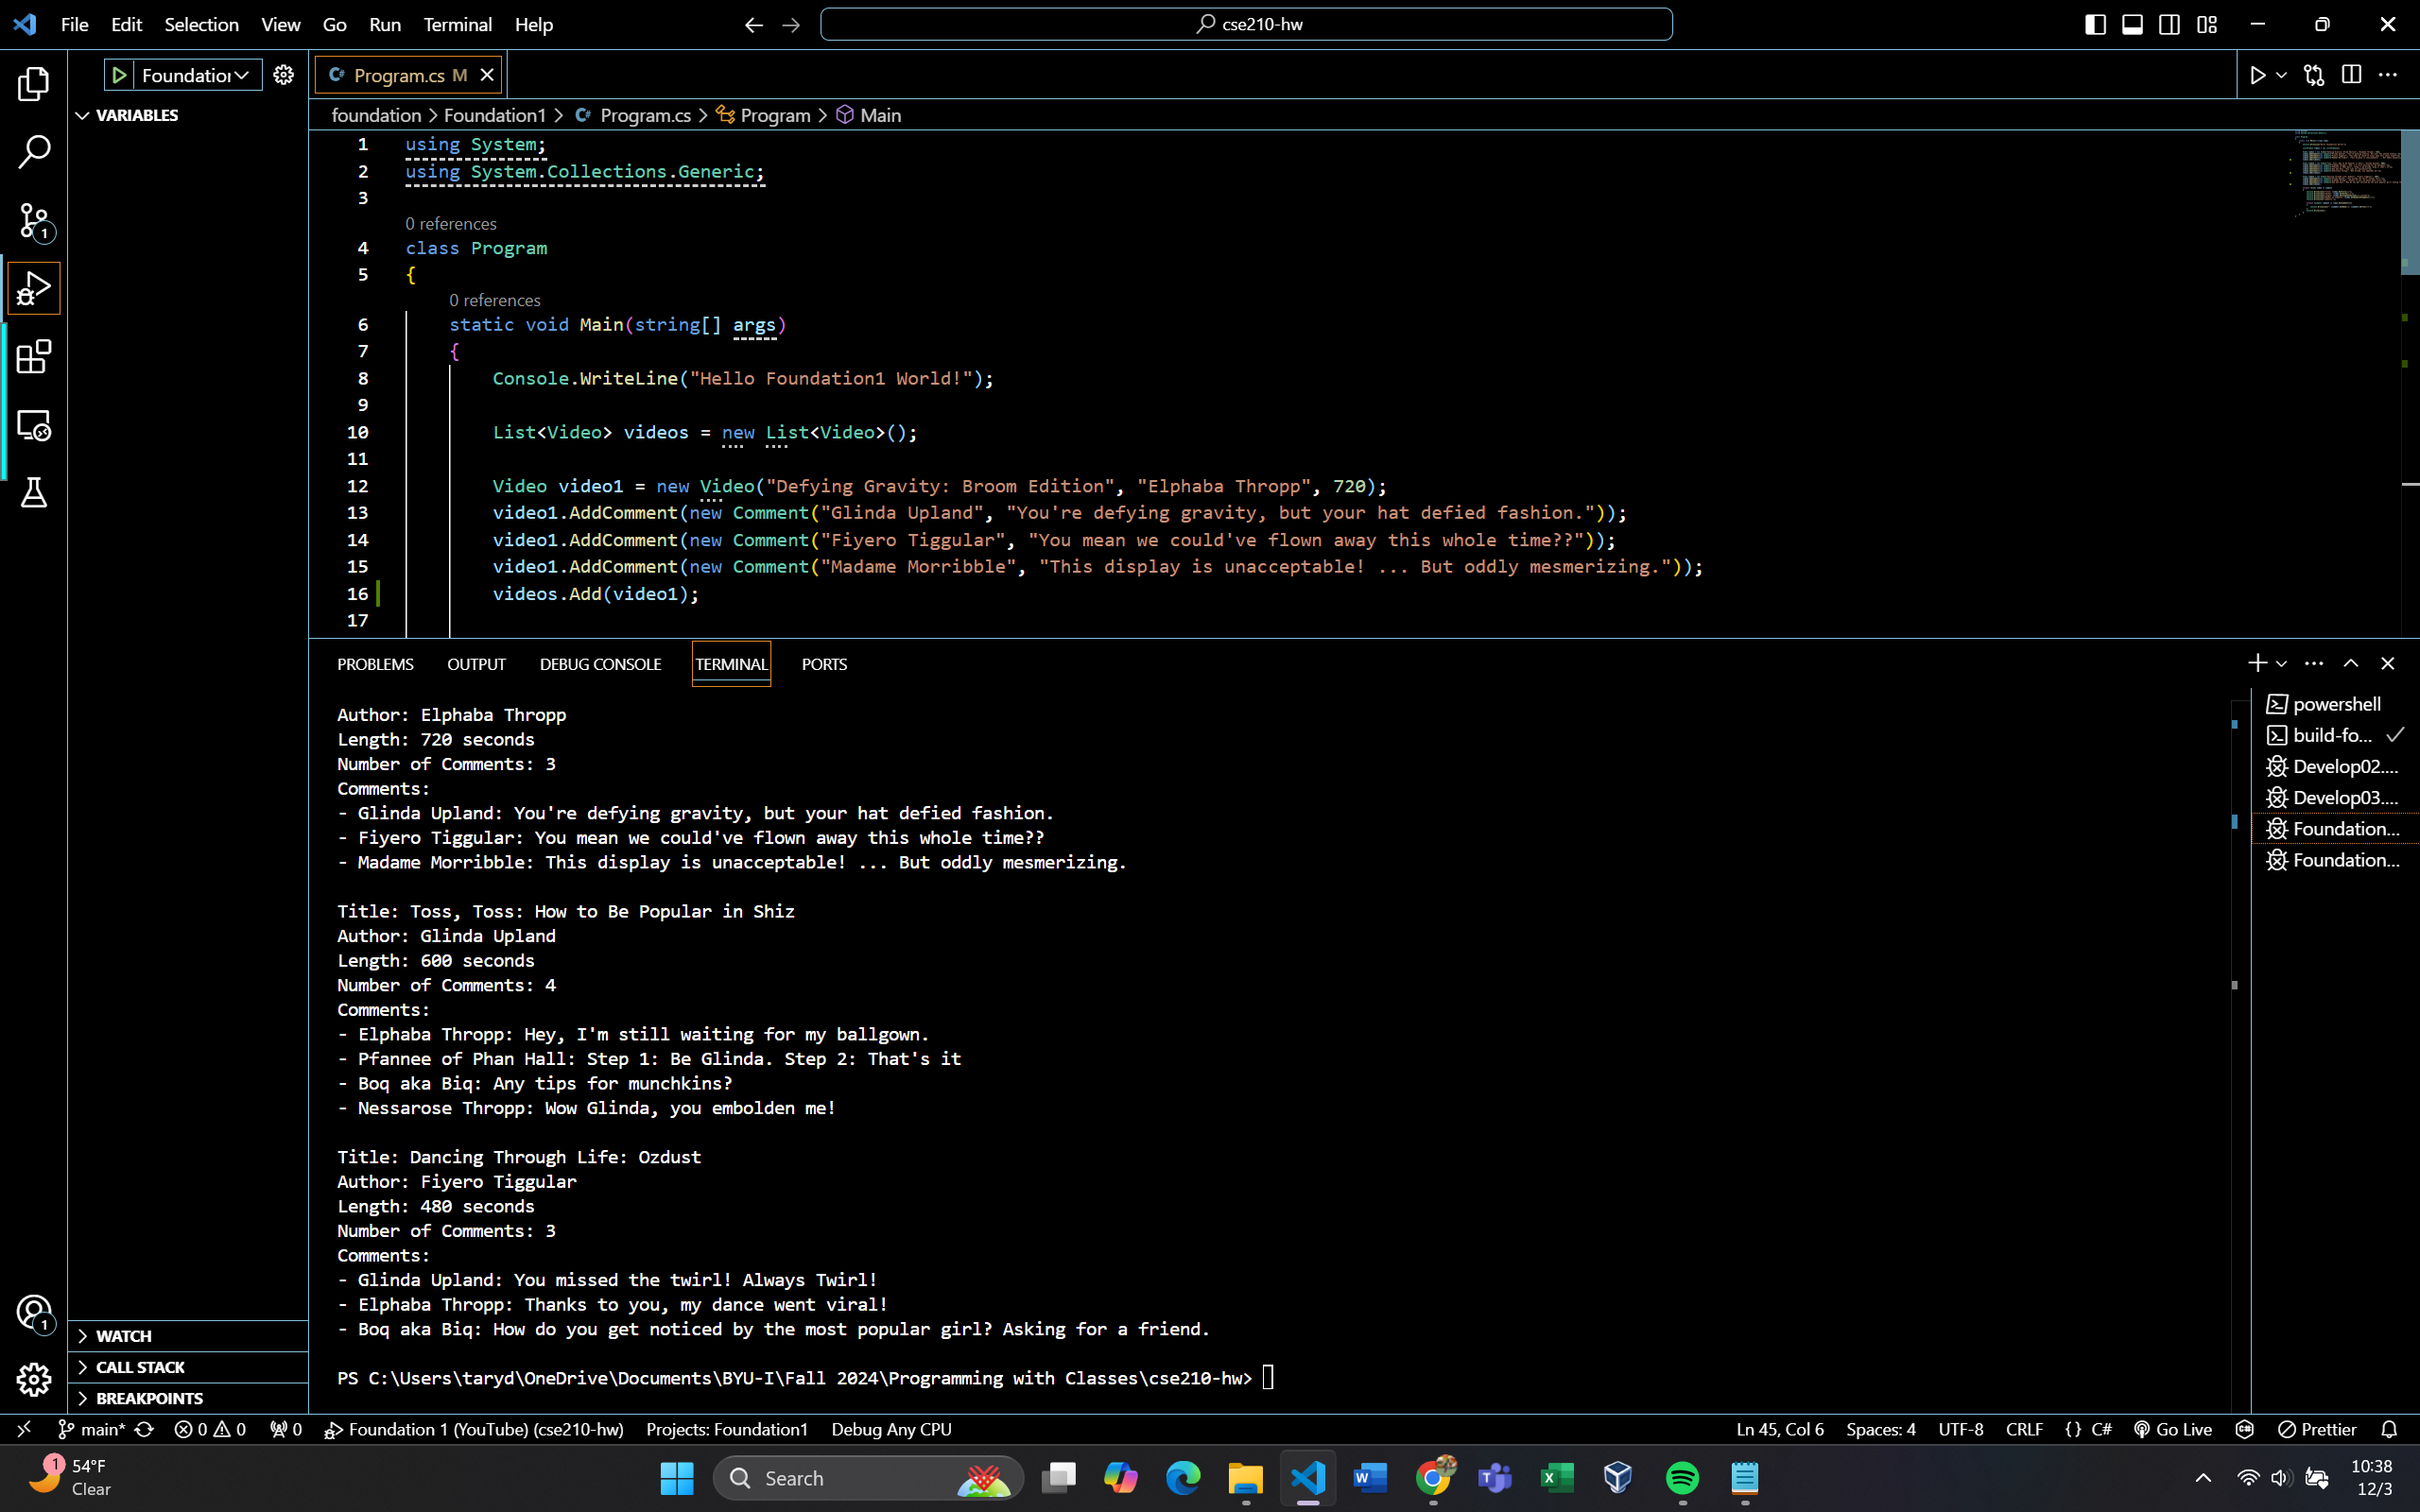 File Edit Selection View Go Run Terminal Help
cse210-hw
Foundation
Program.cs M
VARIABLES
foundation > Foundation1 > Program.cs > Program > Main
1 using System;
2 using System.Collections.Generic;
3
0 references
4 class Program
5 {
0 references
6 static void Main(string[] args)
7 {
8 Console.WriteLine("Hello Foundation1 World!");
9
10 List<Video> videos = new List<Video>();
11
12 Video video1 = new Video("Defying Gravity: Broom Edition", "Elphaba Thropp", 720);
13 video1.AddComment(new Comment("Glinda Upland", "You're defying gravity, but your hat defied fashion."));
14 video1.AddComment(new Comment("Fiyero Tiggular", "You mean we could've flown away this whole time??"));
15 video1.AddComment(new Comment("Madame Morribble", "This display is unacceptable! ... But oddly mesmerizing."));
16 videos.Add(video1);
17
PROBLEMS OUTPUT DEBUG CONSOLE TERMINAL PORTS
Author: Elphaba Thropp
Length: 720 seconds
Number of Comments: 3
Comments:
- Glinda Upland: You're defying gravity, but your hat defied fashion.
- Fiyero Tiggular: You mean we could've flown away this whole time??
- Madame Morribble: This display is unacceptable! ... But oddly mesmerizing.
Title: Toss, Toss: How to Be Popular in Shiz
Author: Glinda Upland
Length: 600 seconds
Number of Comments: 4
Comments:
- Elphaba Thropp: Hey, I'm still waiting for my ballgown.
- Pfannee of Phan Hall: Step 1: Be Glinda. Step 2: That's it
- Boq aka Biq: Any tips for munchkins?
- Nessarose Thropp: Wow Glinda, you embolden me!
Title: Dancing Through Life: Ozdust
Author: Fiyero Tiggular
Length: 480 seconds
Number of Comments: 3
Comments:
- Glinda Upland: You missed the twirl! Always Twirl!
- Elphaba Thropp: Thanks to you, my dance went viral!
- Boq aka Biq: How do you get noticed by the most popular girl? Asking for a friend.
PS C:\Users\taryd\OneDrive\Documents\BYU-I\Fall 2024\Programming with Classes\cse210-hw>
powershell
build-fo...
Develop02....
Develop03....
Foundation...
Foundation...
1
1
WATCH
CALL STACK
BREAKPOINTS
main* 0 0 0 Foundation 1 (YouTube) (cse210-hw) Projects: Foundation1 Debug Any CPU Ln 45, Col 6 Spaces: 4 UTF-8 CRLF {} C# Go Live Prettier
1 54°F
Clear
Search
10:38
12/3